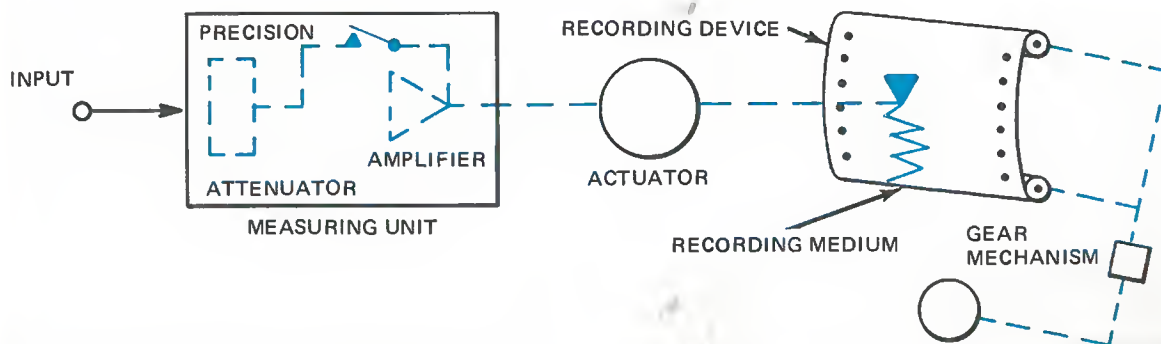 PRECISION
INPUT
AMPLIFIER
ATTENUATOR
MEASURING UNIT
ACTUATOR
RECORDING DEVICE
RECORDING MEDIUM
GEAR
MECHANISM